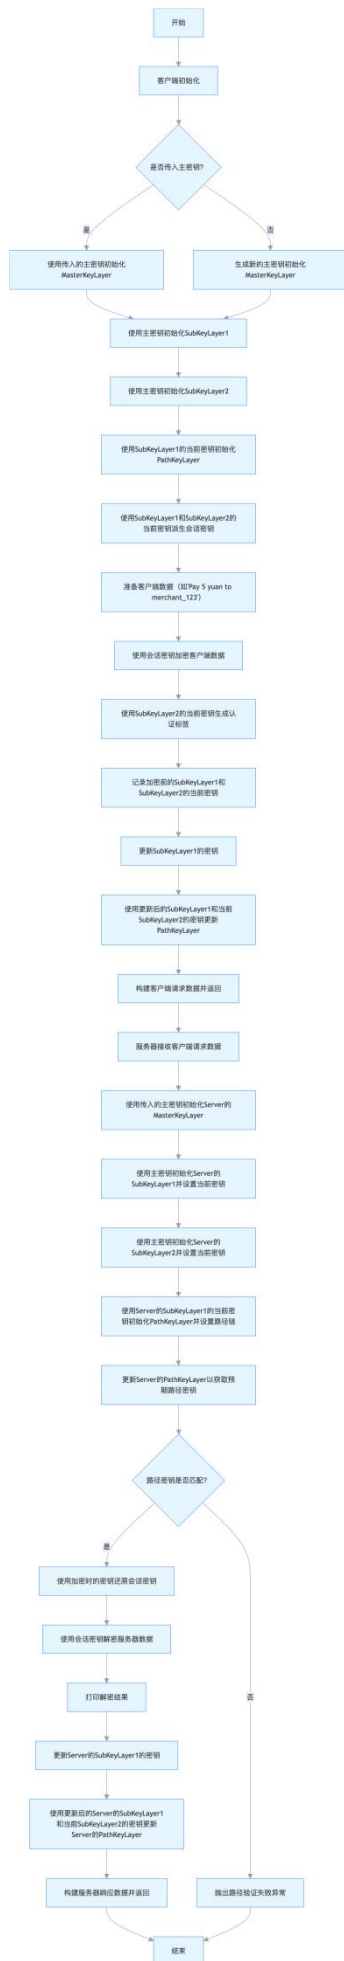 开始
客户端初始化
是否传入主密钥?
是
否
使用传入的主密钥初始化
MasterKeyLayer
生成新的主密钥初始化
MasterKeyLayer
使用主密钥初始化SubKeyLayer1
使用主密钥初始化SubKeyLayer2
使用SubKeyLayer1的当前密钥初始化
PathKeyLayer
使用SubKeyLayer1和SubKeyLayer2的
当前密钥派生会话密钥
准备客户端数据（如'Pay 5 yuan to
merchant_123'）
使用会话密钥加密客户端数据
使用SubKeyLayer2的当前密钥生成认
证标签
记录加密前的SubKeyLayer1和
SubKeyLayer2的当前密钥
更新SubKeyLayer1的密钥
使用更新后的SubKeyLayer1和当前
SubKeyLayer2的密钥更新
PathKeyLayer
构建客户端请求数据并返回
服务器接收客户端请求数据
使用传入的主密钥初始化Server的
MasterKeyLayer
使用主密钥初始化Server的
SubKeyLayer1并设置当前密钥
使用主密钥初始化Server的
SubKeyLayer2并设置当前密钥
使用Server的SubKeyLayer1的当前密
钥初始化PathKeyLayer并设置路径链
更新Server的PathKeyLayer以获取预
期路径密钥
路径密钥是否匹配?
是
使用加密时的密钥还原会话密钥
使用会话密钥解密服务器数据
打印解密结果
否
更新Server的SubKeyLayer1的密钥
使用更新后的Server的SubKeyLayer1
和当前SubKeyLayer2的密钥更新
Server的PathKeyLayer
构建服务器响应数据并返回
抛出路径验证失败异常
结束